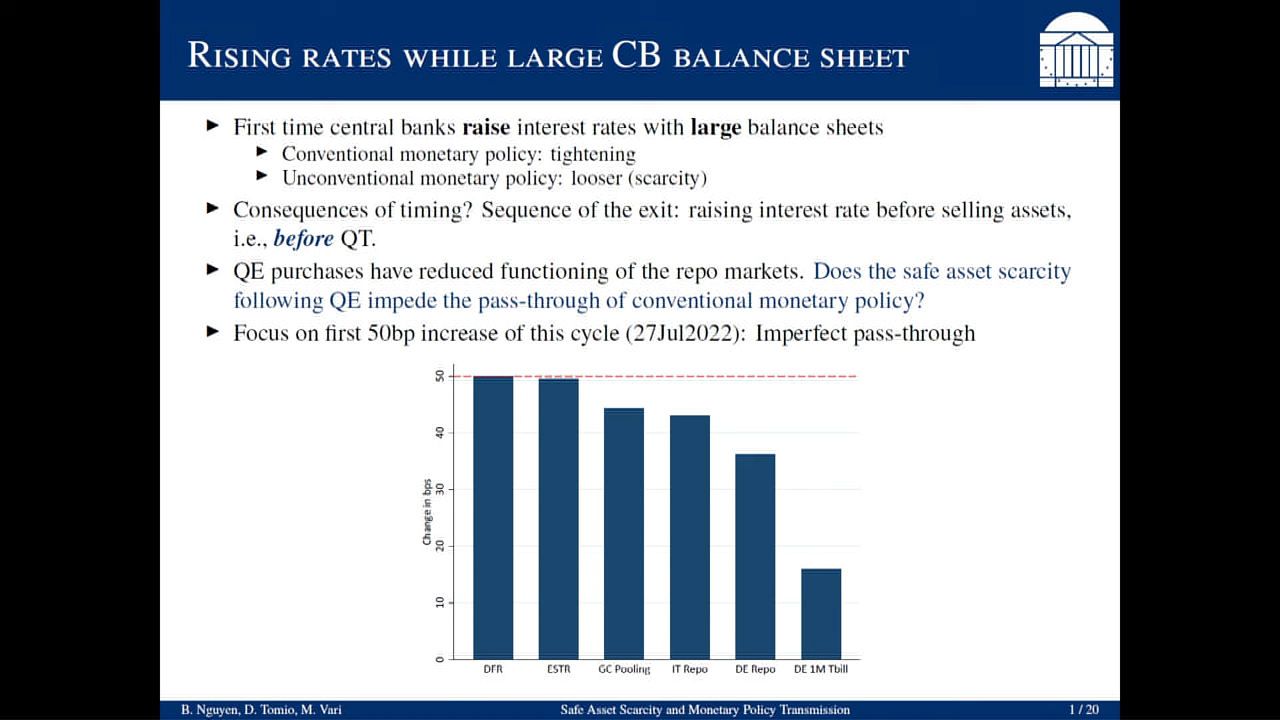 RISING RATES WHILE LARGE CB BALANCE SHEET
► First time central banks raise interest rates with large balance sheets
► Conventional monetary policy: tightening
► Unconventional monetary policy: looser (scarcity)
► Consequences of timing? Sequence of the exit: raising interest rate before selling assets,
i.e., before QT.
► QE purchases have reduced functioning of the repo markets. Does the safe asset scarcity
following QE impede the pass-through of conventional monetary policy?
► Focus on first 50bp increase of this cycle (27Jul2022): Imperfect pass-through
Change in bps
50
40
30
20
10
0
DFR ESTR GC Pooling IT Repo DE Repo DE 1M Tbill
B. Nguyen, D. Tomio, M. Vari Safe Asset Scarcity and Monetary Policy Transmission 1 / 20